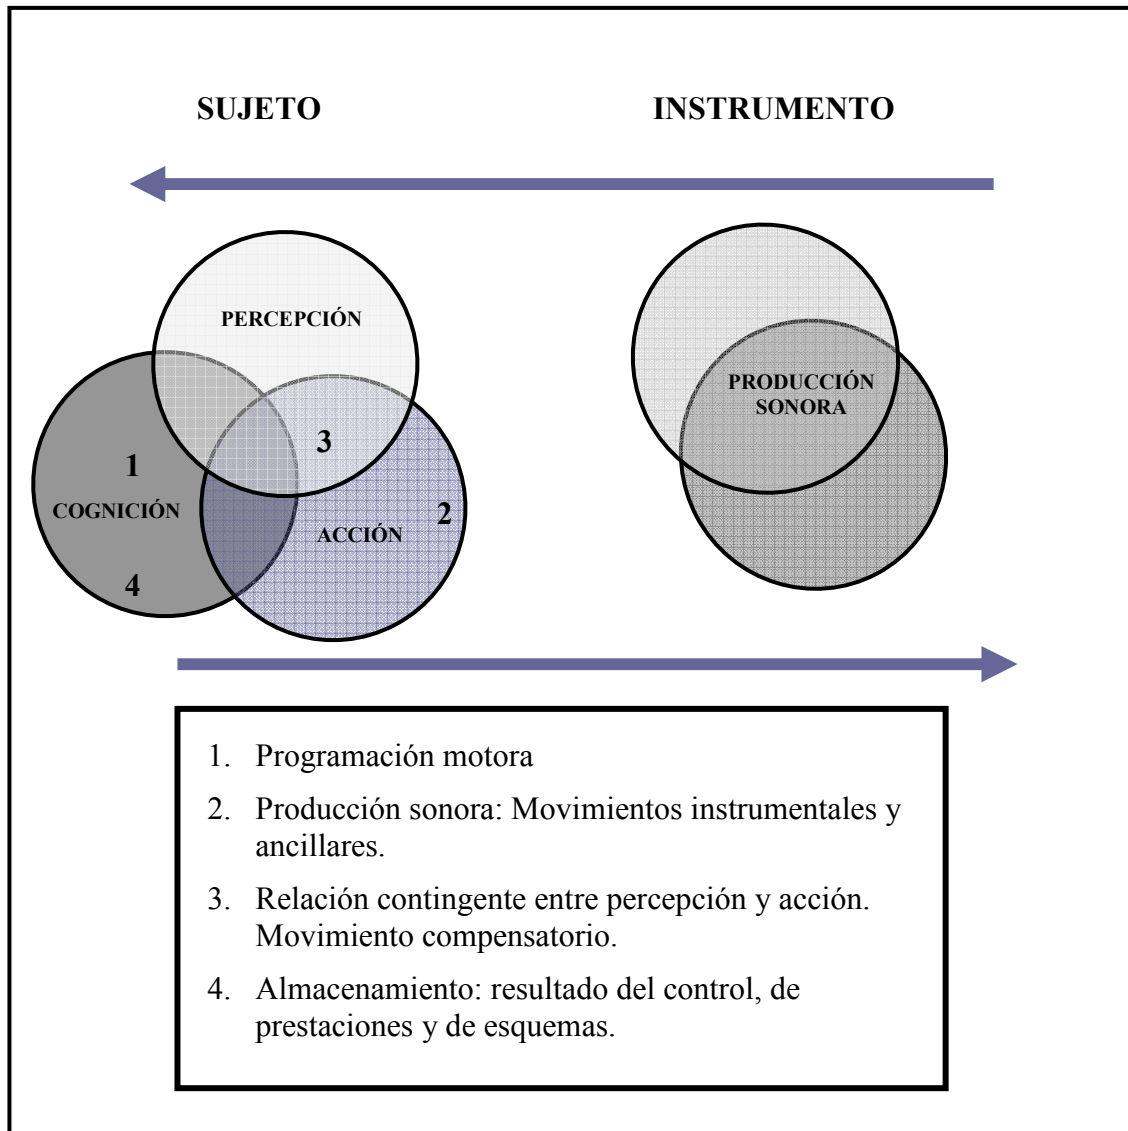 SUJETO
INSTRUMENTO
PERCEPCIÓN
PRODUCCIÓN
SONORA
3
1
COGNICIÓN
2
ACCIÓN
4
1. Programación motora
2. Producción sonora: Movimientos instrumentales y
ancillares.
3. Relación contingente entre percepción y acción.
Movimiento compensatorio.
4. Almacenamiento: resultado del control, de
prestaciones y de esquemas.